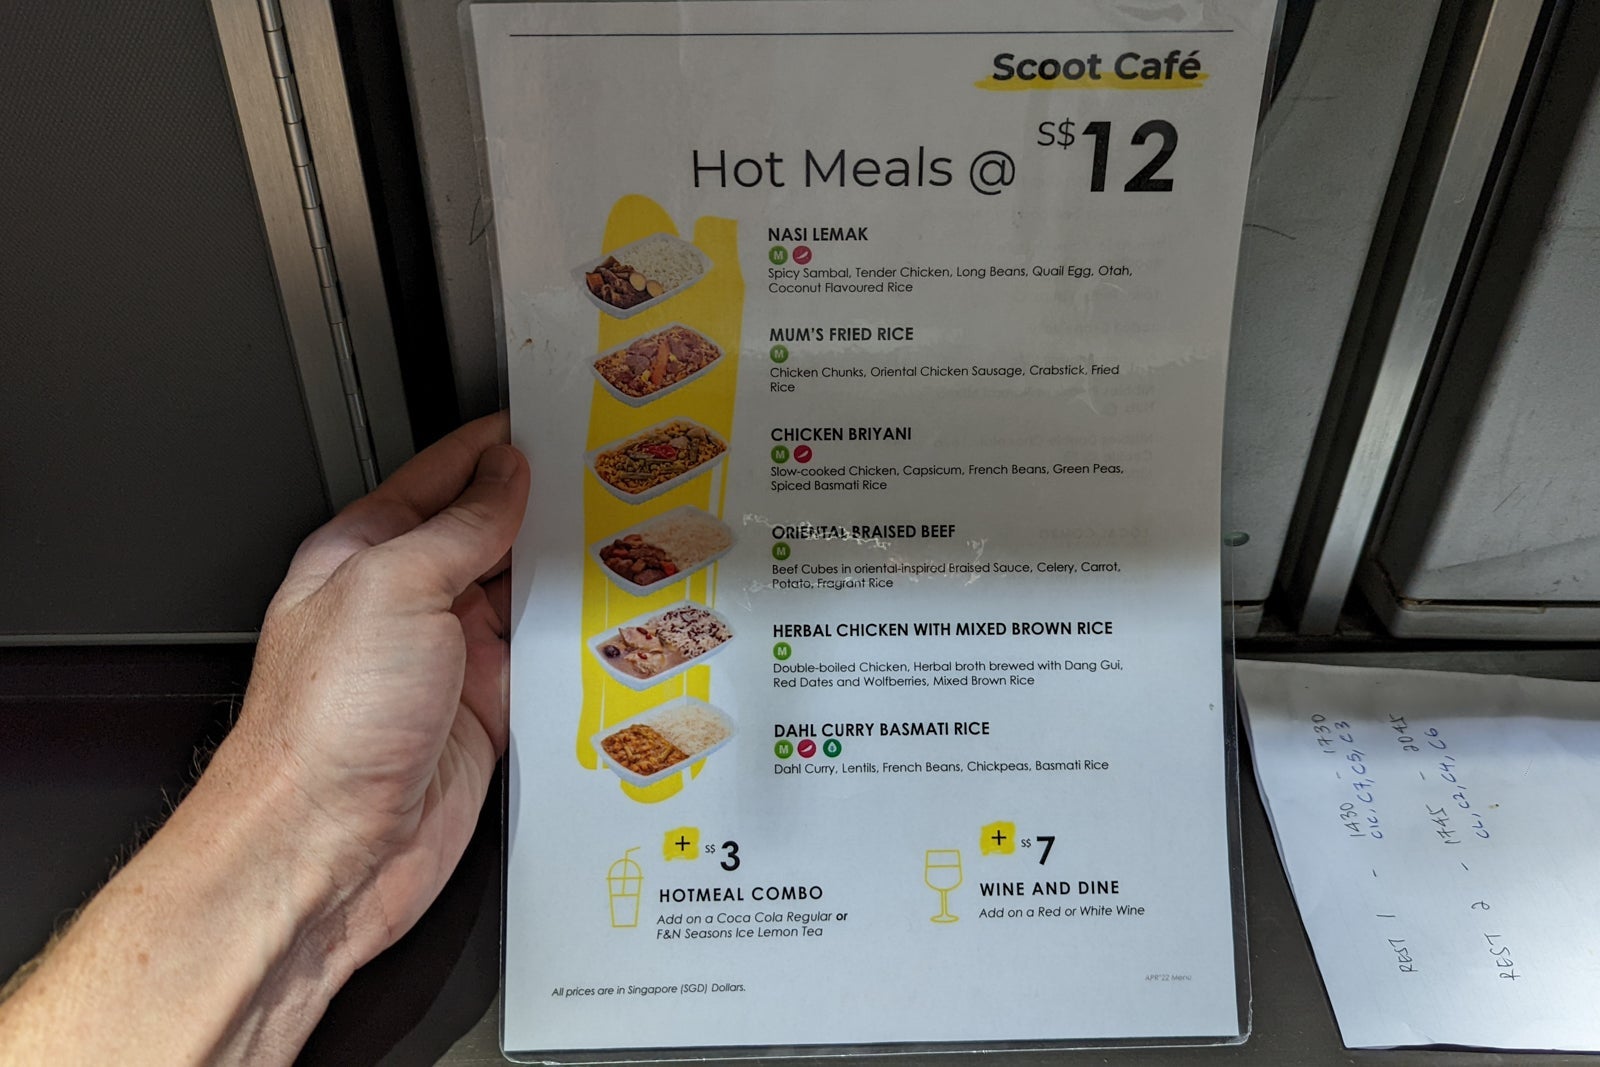 Scoot Café
Hot Meals @ S$12
NASI LEMAK
M
Spicy Sambal, Tender Chicken, Long Beans, Quail Egg, Otah,
Coconut Flavoured Rice
MUM'S FRIED RICE
M
Chicken Chunks, Oriental Chicken Sausage, Crabstick, Fried
Rice
CHICKEN BRIYANI
M
Slow-cooked Chicken, Capsicum, French Beans, Green Peas,
Spiced Basmati Rice
ORIENTAL BRAISED BEEF
M
Beef Cubes in oriental-inspired Braised Sauce, Celery, Carrot,
Potato, Fragrant Rice
HERBAL CHICKEN WITH MIXED BROWN RICE
M
Double-boiled Chicken, Herbal broth brewed with Dang Gui,
Red Dates and Wolfberries, Mixed Brown Rice
DAHL CURRY BASMATI RICE
M
Dahl Curry, Lentils, French Beans, Chickpeas, Basmati Rice
+ S$ 3
HOTMEAL COMBO
Add on a Coca Cola Regular or
F&N Seasons Ice Lemon Tea
+ S$ 7
WINE AND DINE
Add on a Red or White Wine
APR'22 Menu
All prices are in Singapore (SGD) Dollars.
REST 1 - 1430 - 1730
C7, C5, C3
REST 2 - 1745 - 2045
C2, C4, C6